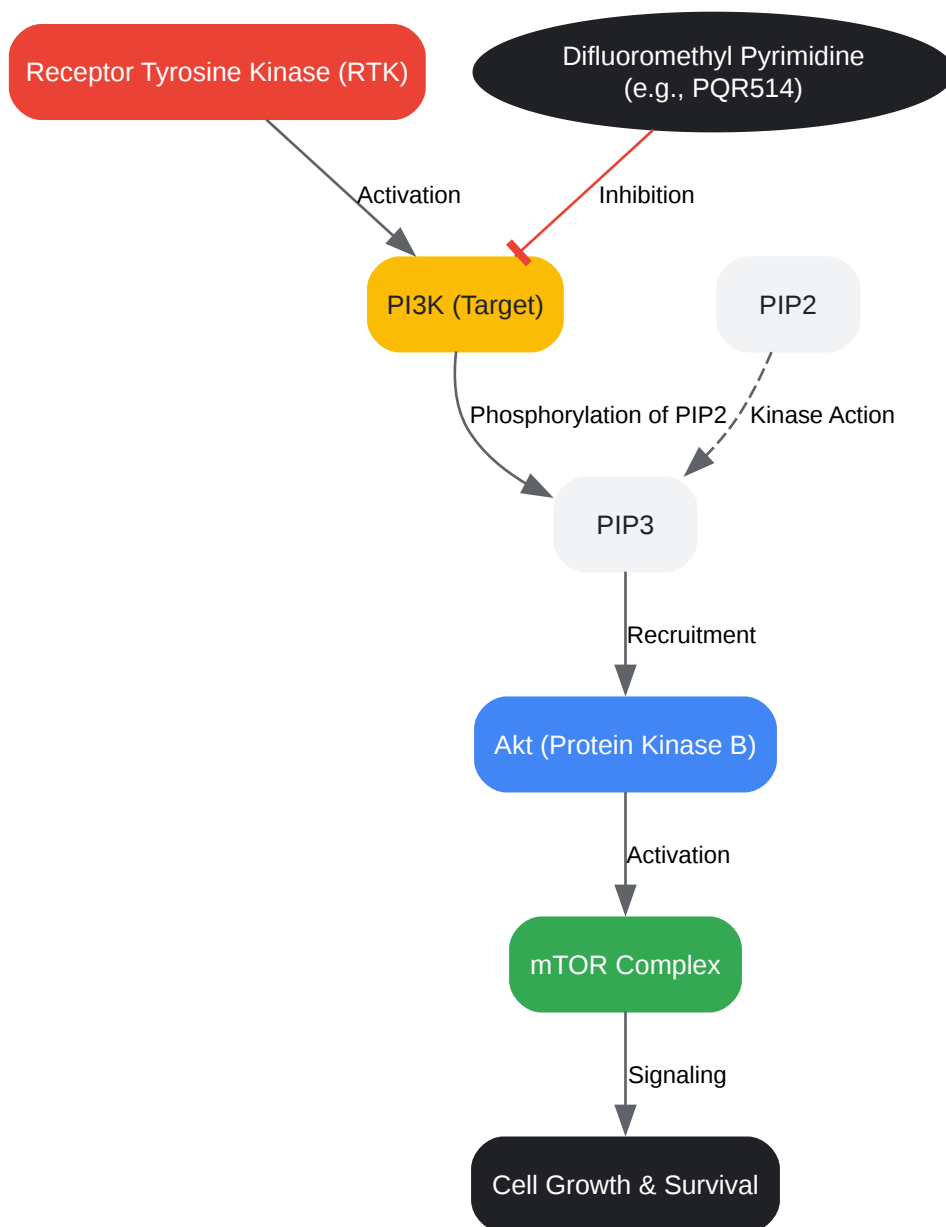 Receptor Tyrosine Kinase (RTK)
Difluoromethyl Pyrimidine
(e.g., PQR514)
Activation
Inhibition
PI3K (Target)
PIP2
Phosphorylation of PIP2
Kinase Action
PIP3
Recruitment
Akt (Protein Kinase B)
Activation
mTOR Complex
Signaling
Cell Growth & Survival